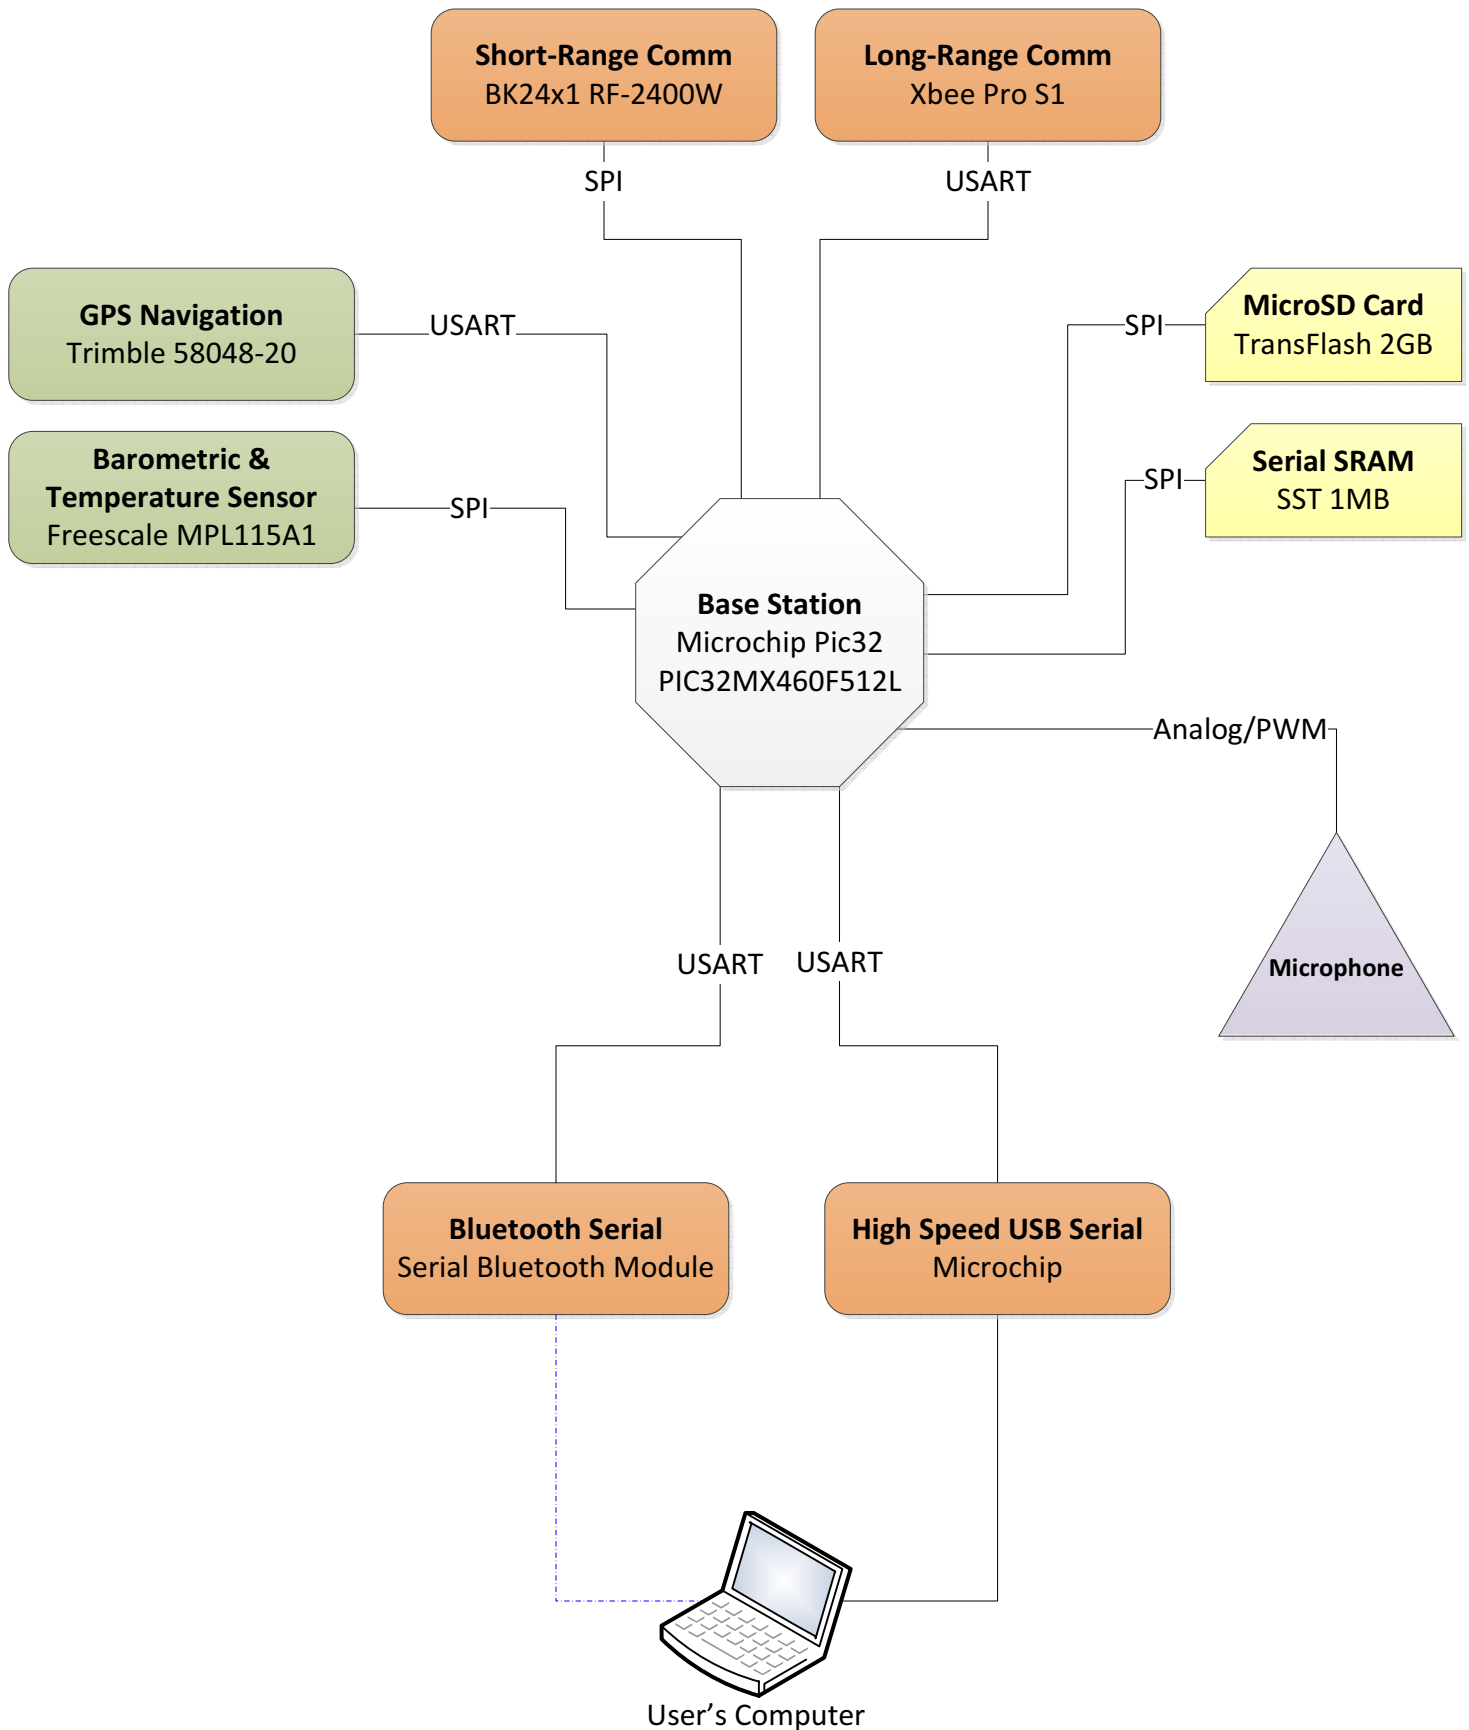 Short-Range Comm
BK24x1 RF-2400W
Long-Range Comm
Xbee Pro S1
SPI
USART
GPS Navigation
Trimble 58048-20
USART
SPI
MicroSD Card
TransFlash 2GB
Barometric &
Temperature Sensor
Freescale MPL115A1
SPI
SPI
Serial SRAM
SST 1MB
Base Station
Microchip Pic32
PIC32MX460F512L
Analog/PWM
Microphone
USART
USART
Bluetooth Serial
Serial Bluetooth Module
High Speed USB Serial
Microchip
User’s Computer